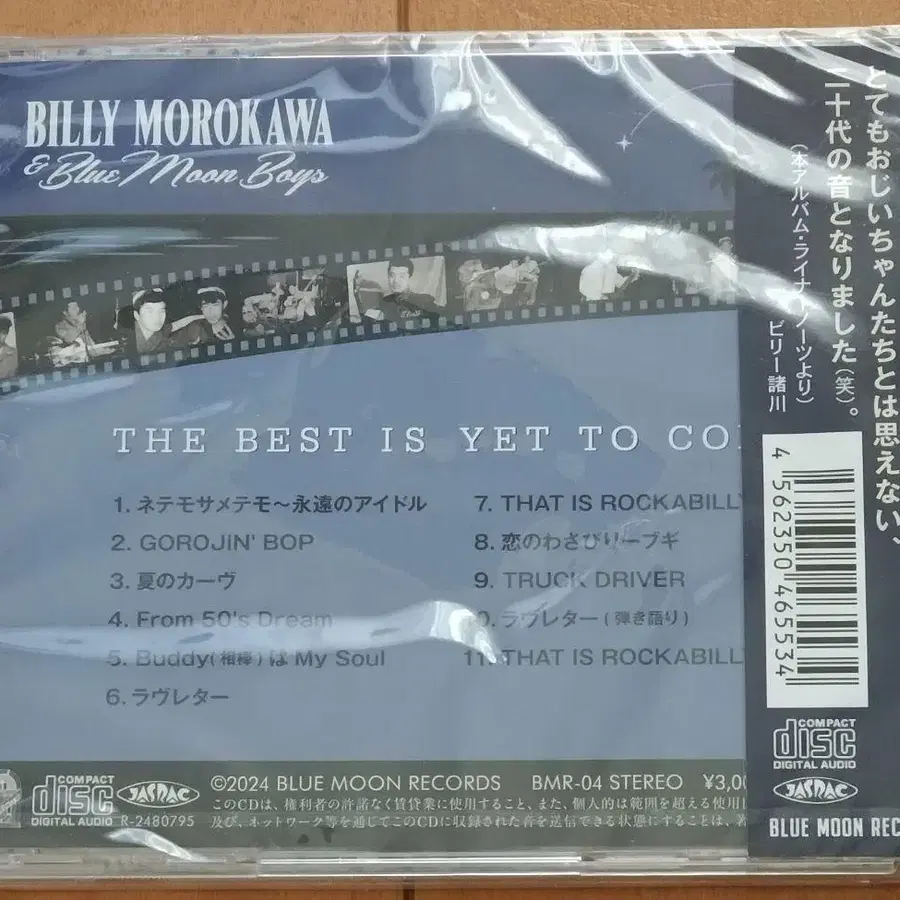 BILLY MOROKAWA
& Blue Moon Boys
THE BEST IS YET TO CO
1. ネテモサメテモ〜永遠のアイドル
2. GOROJIN' BOP
3. 夏のカーヴ
4. From 50's Dream
5. Buddy(相棒)は My Soul
6. ラヴレター
7. THAT IS ROCKABILLY
8. 恋のわさびりーブギ
9. TRUCK DRIVER
0. ラヴレター(弾き語り)
11. THAT IS ROCKABILLY
COMPACT
disc
DIGITAL AUDIO
JASRAC
R-2480795
©2024 BLUE MOON RECORDS BMR-04 STEREO ¥3,00
このCDは、権利者の許諾なく賃貸業に使用すること、また、個人的は範囲を超える使用
及び、ネットワーク等を通じてこのCDに収録された音を送信できる状態にすることは、
とてもおじいちゃんたちとは思えない、
二十代の音となりました(笑)。
(本アルバム・ライナーノーツより)
ビリー諸川
4 562350 465534
COMPACT
disc
DIGITAL AUDIO
JASRAC
BLUE MOON REC